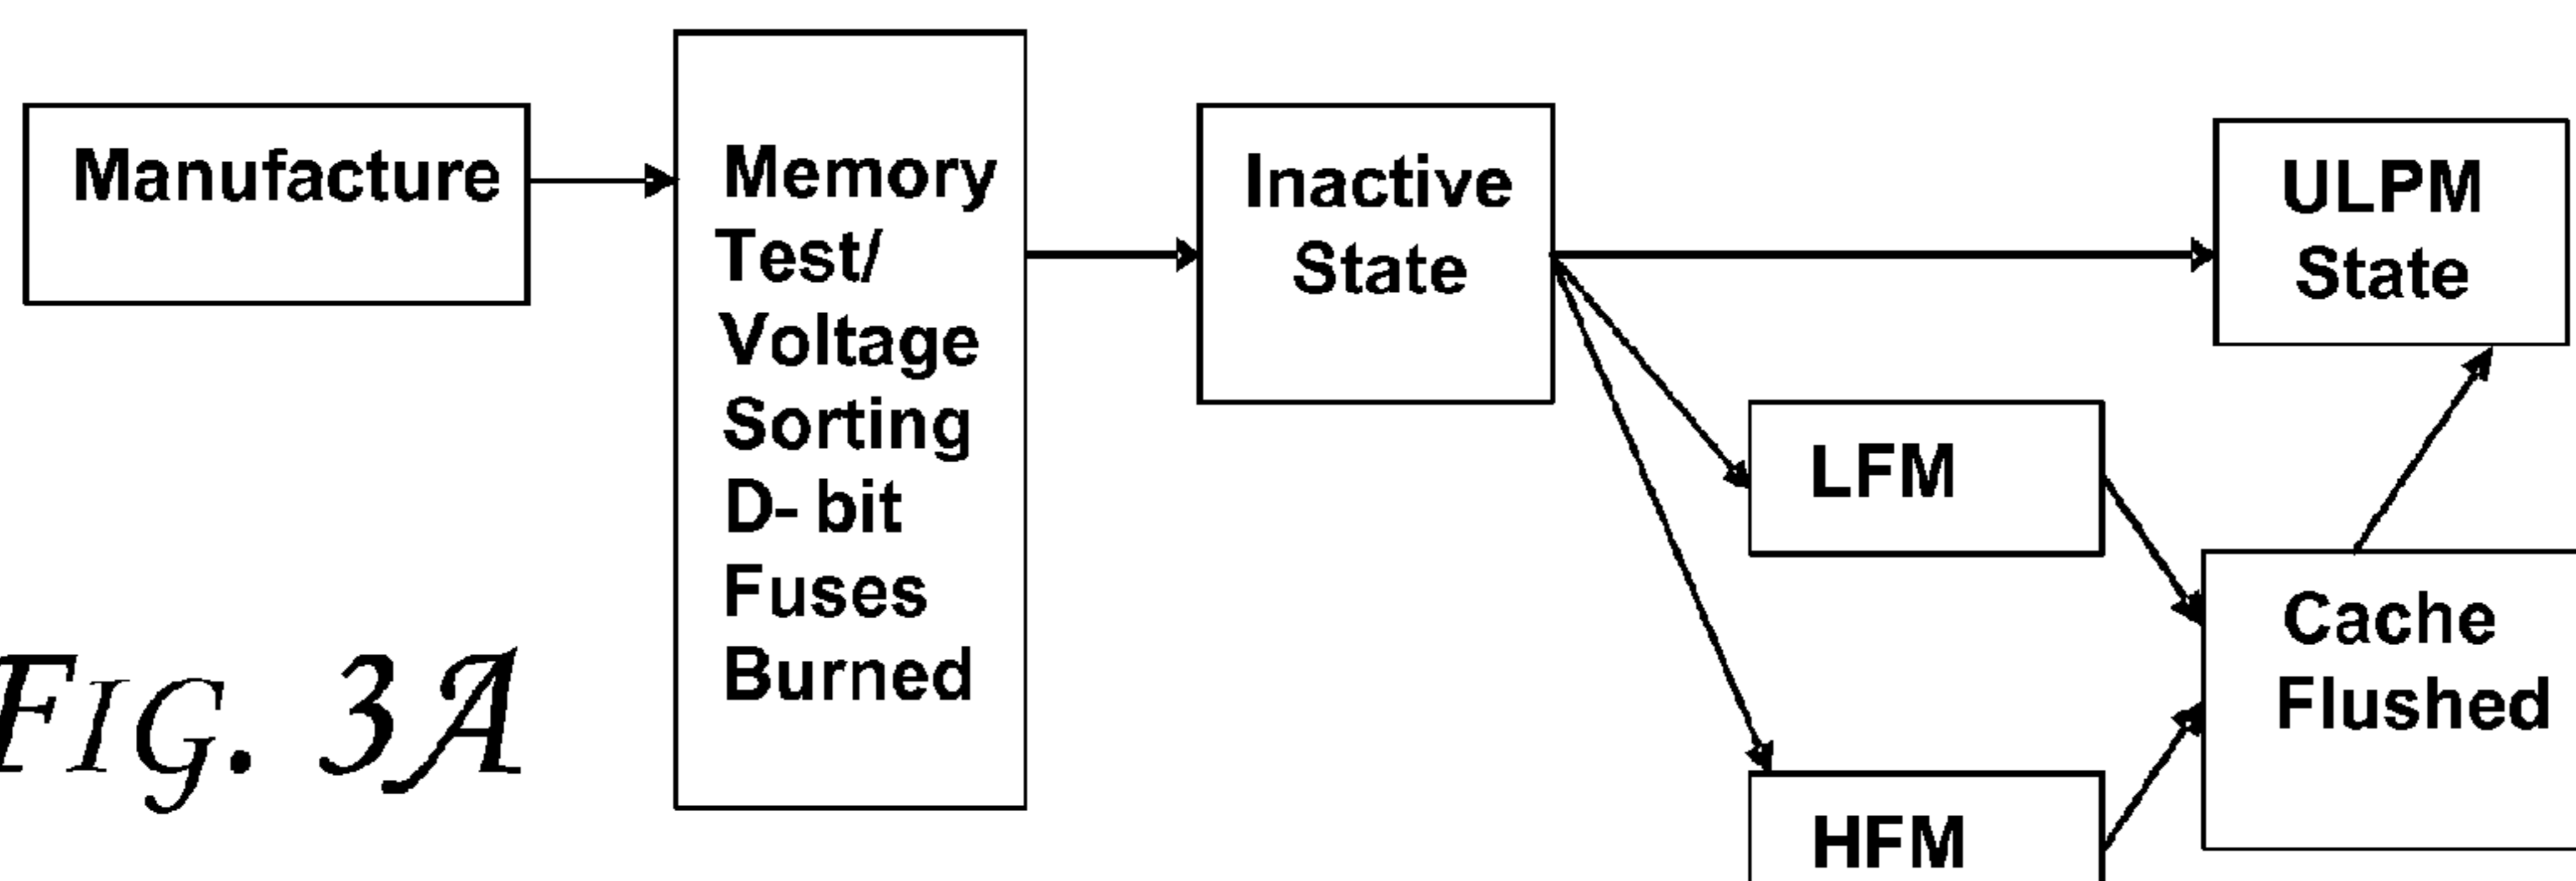 Manufacture
Memory
Test/
Voltage
Sorting
D- bit
Fuses
Burned
Inactive
State
ULPM
State
LFM
HFM
Cache
Flushed
FIG. 3A